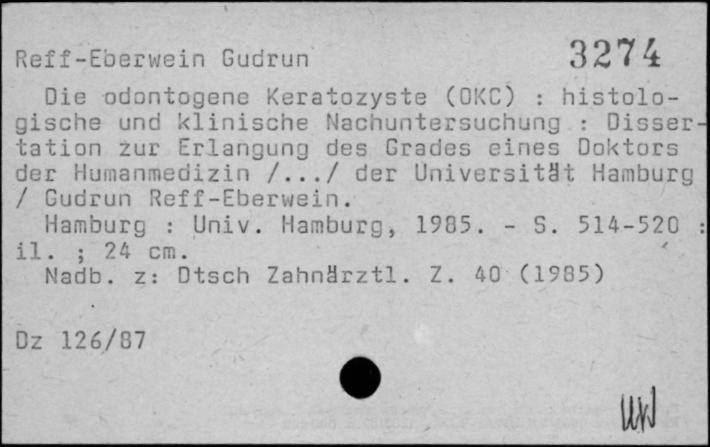 Reff-Eberwein Gudrun 3274
Die odontogene Keratozyste (OKC) : histolo-
gische und klinische Nachuntersuchung : Disser-
tation zur Erlangung des Grades eines Doktors
der Humanmedizin /.../ der Universität Hamburg
/ Gudrun Reff-Eberwein.
Hamburg : Univ. Hamburg, 1985. - S. 514-520 :
il. ; 24 cm.
Nadb. z: Dtsch Zahnärztl. Z. 40 (1985)
Dz 126/87